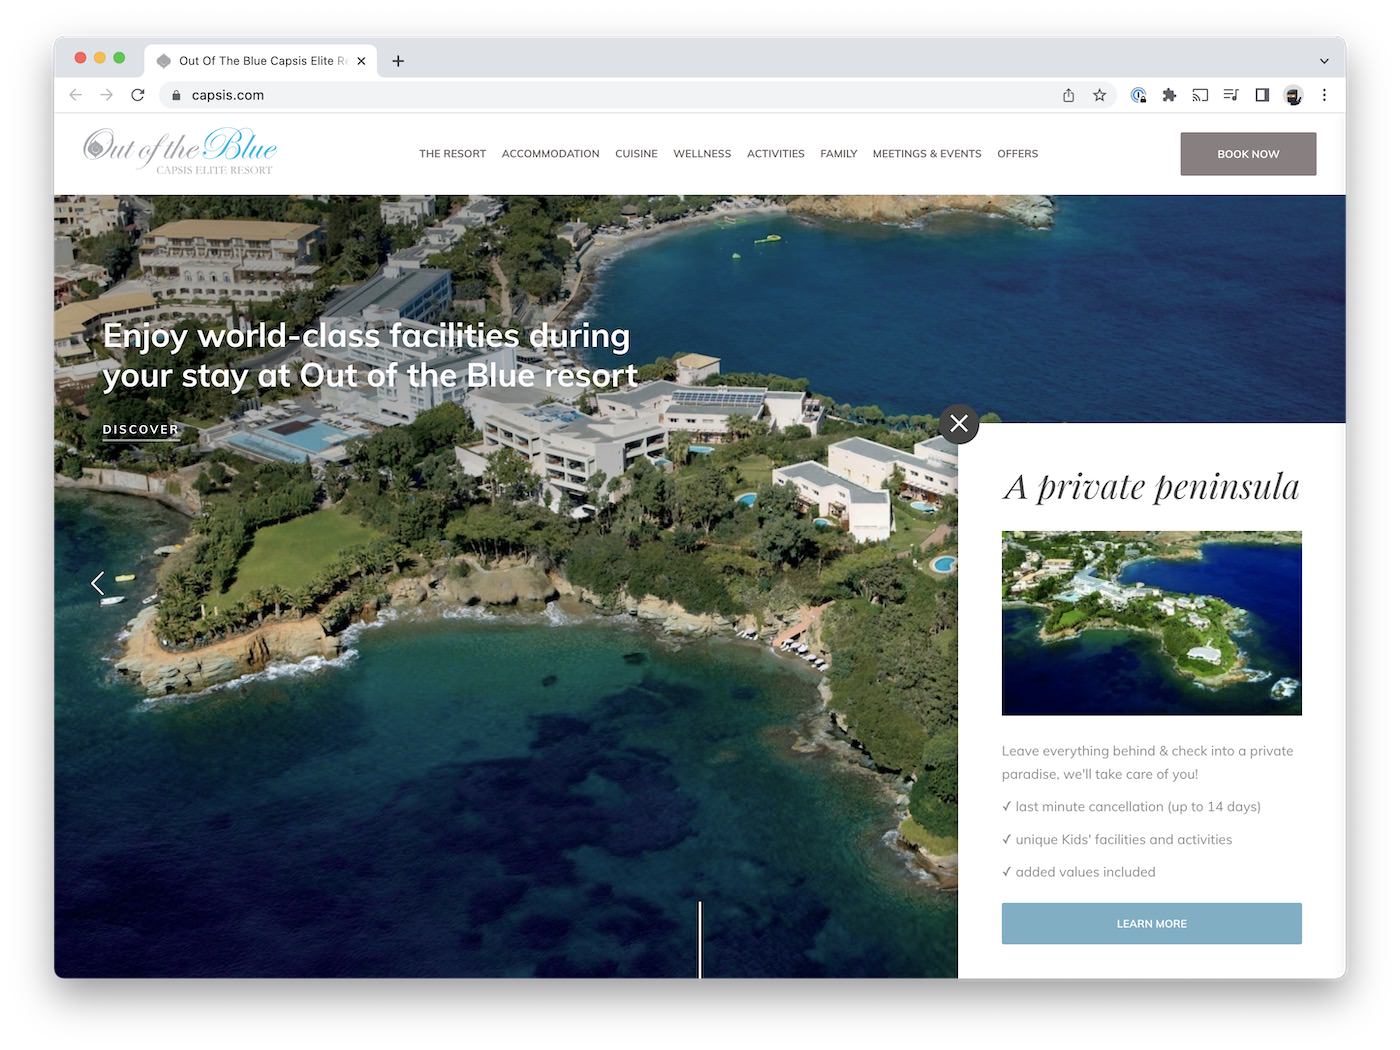 Out Of The Blue Capsis Elite Re
capsis.com
Out of the Blue
CAPSIS ELITE RESORT
THE RESORT ACCOMMODATION CUISINE WELLNESS ACTIVITIES FAMILY MEETINGS & EVENTS OFFERS
BOOK NOW
Enjoy world-class facilities during
your stay at Out of the Blue resort
DISCOVER
A private peninsula
Leave everything behind & check into a private
paradise, we'll take care of you!
✓ last minute cancellation (up to 14 days)
✓ unique Kids' facilities and activities
✓ added values included
LEARN MORE